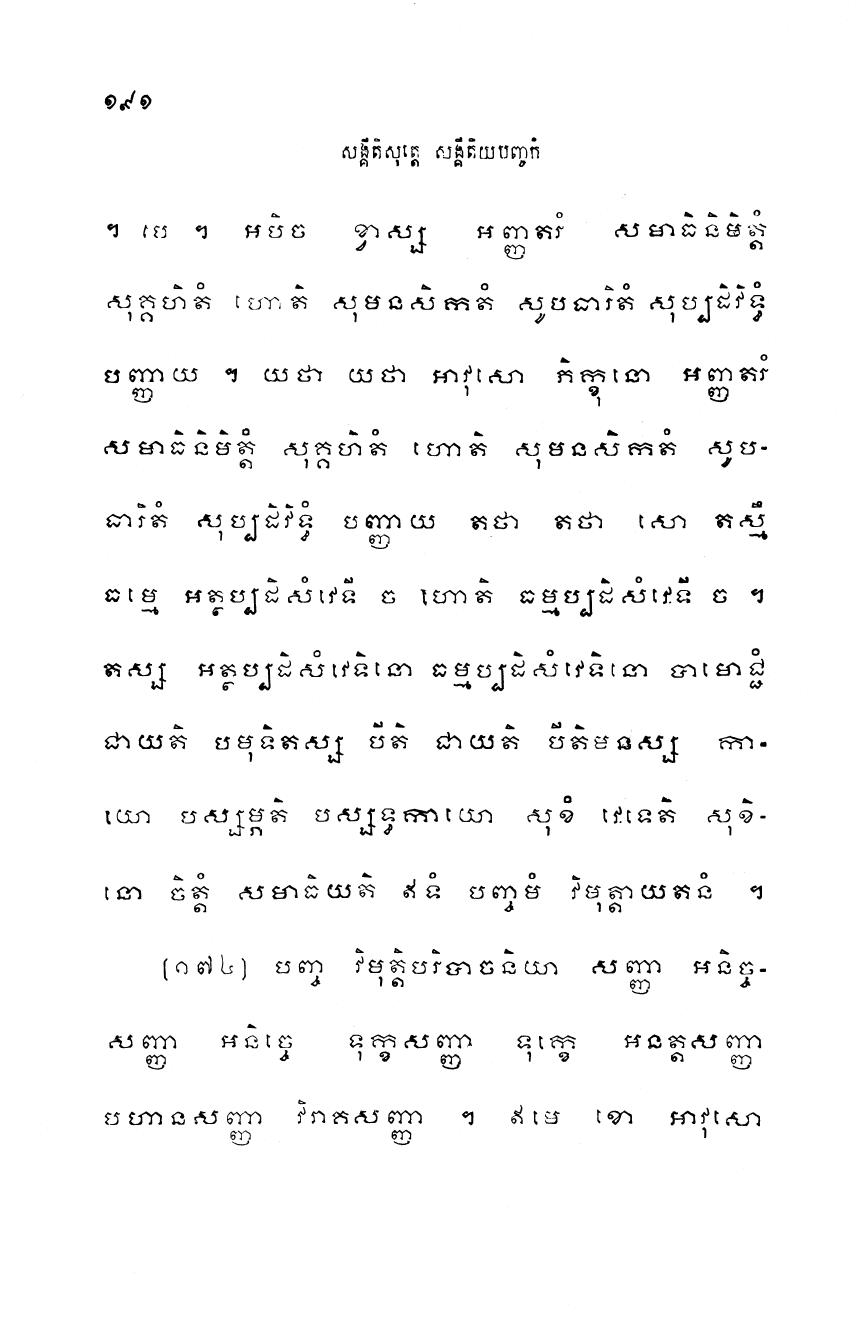 ១៩១
សង្គីតិសុត្តេ សង្គីតិយបញ្ចកំ
។ បេ ។ អបិច ខ្វាស្ស អញ្ញតរំ សមាធិនិមិត្តំ
សុគ្គហិតំ ហោតិ សុមនសិកតំ សូបធារិតំ សុប្បដិវិទ្ធំ
បញ្ញាយ ។ យថា យថា អាវុសោ ភិក្ខុនោ អញ្ញតរំ
សមាធិនិមិត្តំ សុគ្គហិតំ ហោតិ សុមនសិកតំ សូប-
ធារិតំ សុប្បដិវិទ្ធំ បញ្ញាយ តថា តថា សោ តស្មឹ
ធម្មេ អត្ថប្បដិសំវេទី ច ហោតិ ធម្មប្បដិសំវេទី ច ។
តស្ស អត្ថប្បដិសំវេទិនោ ធម្មប្បដិសំវេទិនោ បាមោជ្ជំ
ជាយតិ បមុទិតស្ស បីតិ ជាយតិ បីតិមនស្ស កា-
យោ បស្សម្ភតិ បស្សទ្ធកាយោ សុខំ វេទេតិ សុខិ-
នោ ចិត្តំ សមាធិយតិ ឥទំ បញ្ចមំ វិមុត្តាយតនំ ។
(១៧៤) បញ្ច វិមុត្តិបរិបាចនិយា សញ្ញា អនិច្ច-
សញ្ញា អនិច្ចេ ទុក្ខសញ្ញា ទុក្ខេ អនត្តសញ្ញា
បហានសញ្ញា វិរាគសញ្ញា ។ ឥមេ ខោ អាវុសោ